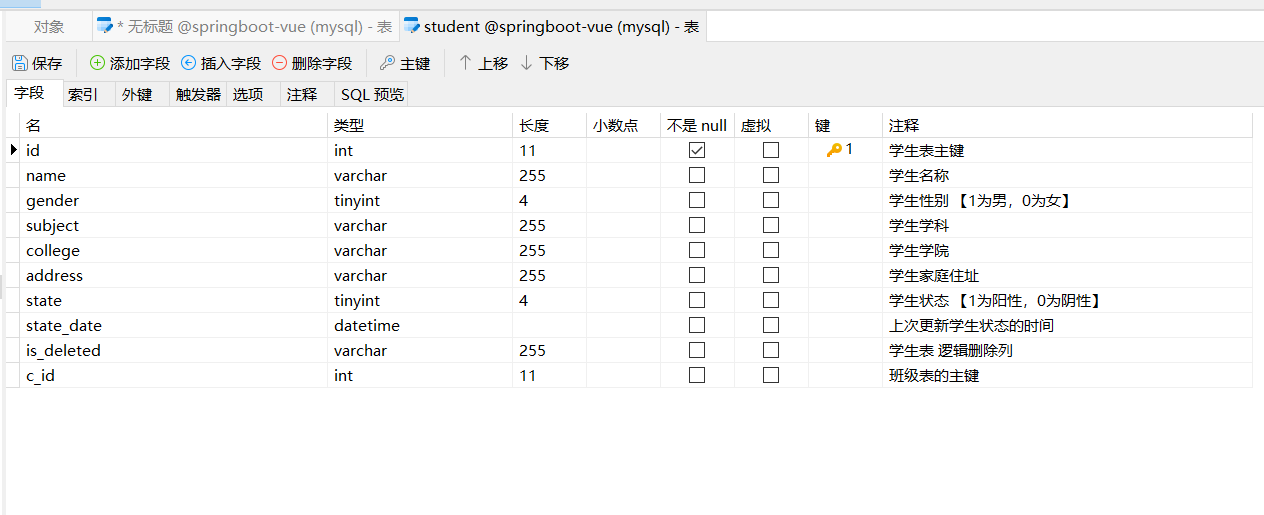 对象 * 无标题 @springboot-vue (mysql) - 表 student @springboot-vue (mysql) - 表
保存 添加字段 插入字段 删除字段 主键 上移 下移
字段 索引 外键 触发器 选项 注释 SQL 预览
名 类型 长度 小数点 不是 null 虚拟 键 注释
id int 11 1 学生表主键
name varchar 255 学生名称
gender tinyint 4 学生性别 【1为男，0为女】
subject varchar 255 学生学科
college varchar 255 学生学院
address varchar 255 学生家庭住址
state tinyint 4 学生状态 【1为阳性，0为阴性】
state_date datetime 上次更新学生状态的时间
is_deleted varchar 255 学生表 逻辑删除列
c_id int 11 班级表的主键